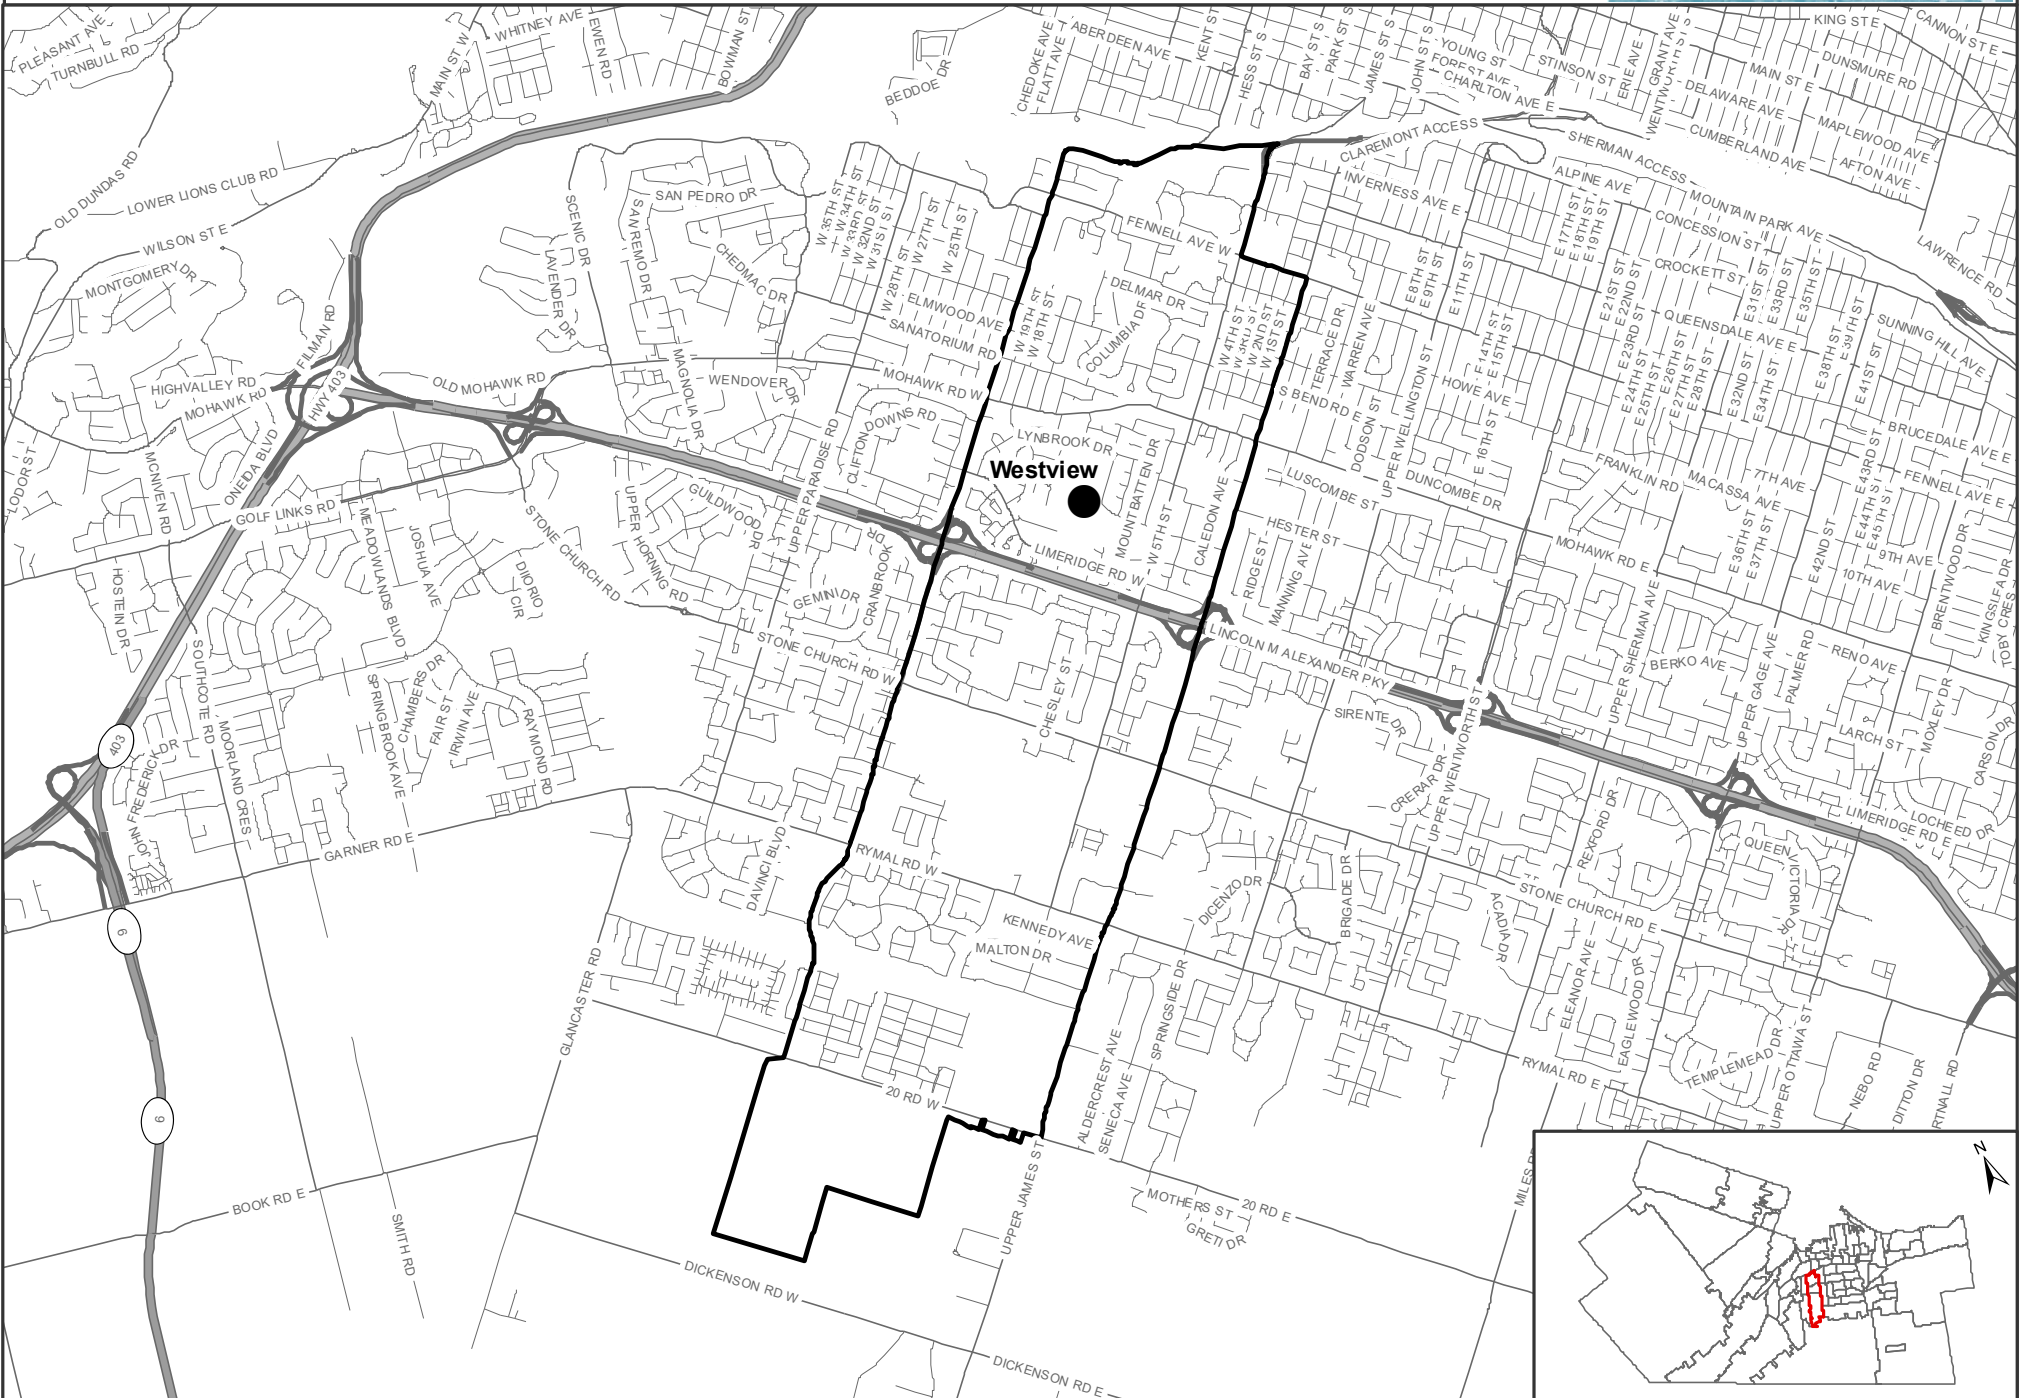 PLEASANT AVE
TURNBULL RD
MAIN ST W
WHITNEY AVE
EWEN RD
BOWMAN ST
BEDDOE DR
CHEDOKE AVE
FLATT AVE
ABERDEEN AVE
KENT ST
HESS ST S
BAY ST S
PARK ST S
JAMES ST S
JOHN ST S
YOUNG ST
FOREST AVE
CHARLTON AVE E
STINSON ST
ERIE AVE
GRANT AVE
KING ST E
CANNON ST E
MAIN ST E
DUNSMURE RD
DELAWARE AVE
CUMBERLAND AVE
MAPLEWOOD AVE
AFTON AVE
OLD DUNDAS RD
LOWER LIONS CLUB RD
WILSON ST E
MONTGOMERY DR
FILMAN RD
HIGHVALLEY RD
MOHAWK RD
HWY 403
ONEIDA BLVD
OLD MOHAWK RD
GOLF LINKS RD
LODOR ST
MCNIVEN RD
SCENIC DR
SANREMO DR
SAN PEDRO DR
CHEDMAC DR
LAVENDER DR
MAGNOLIA DR
WENDOVER DR
W 35TH ST
W 34TH ST
W 33RD ST
W 32ND ST
W 31ST ST
W 28TH ST
W 27TH ST
W 25TH ST
ELMWOOD AVE
SANATORIUM RD
MOHAWK RD W
CLIFTON DOWNS RD
UPPER PARADISE RD
W 19TH ST
W 18TH ST
FENNELL AVE W
DELMAR DR
COLUMBIA DR
W 4TH ST
W 3RD ST
W 2ND ST
W 1ST ST
CLAREMONT ACCESS
INVERNESS AVE E
SHERMAN ACCESS
ALPINE AVE
MOUNTAIN PARK AVE
CONCESSION ST
CROCKETT ST
LAWRENCE RD
E 8TH ST
E 9TH ST
E 11TH ST
E 17TH ST
E 18TH ST
E 19TH ST
E 21ST ST
E 22ND ST
E 23RD ST
E 24TH ST
E 25TH ST
E 26TH ST
E 27TH ST
E 28TH ST
E 31ST ST
E 32ND ST
E 33RD ST
E 34TH ST
E 35TH ST
E 38TH ST
E 39TH ST
E 41ST ST
QUEENSDALE AVE E
SUNNING HILL AVE
BRUCEDALE AVE E
FENNELL AVE E
TERRACE DR
WARREN AVE
S BEND RD E
E 14TH ST
E 15TH ST
HOWE AVE
E 16TH ST
DODSON ST
UPPER WELLINGTON ST
LUSCOMBE ST
DUNCOMBE DR
FRANKLIN RD
MACASSA AVE
7TH AVE
9TH AVE
10TH AVE
E 36TH ST
E 37TH ST
E 42ND ST
E 43RD ST
E 44TH ST
E 45TH ST
BRENTWOOD DR
KINGSLEA DR
TOBY CRES
Westview
LYNBROOK DR
MOUNTBATTEN DR
W 5TH ST
CALEDON AVE
HESTER ST
RIDGE ST
MANNING AVE
MOHAWK RD E
LIMERIDGE RD W
LINCOLN M ALEXANDER PKY
GUILDWOOD DR
CRANBROOK DR
GEMINI DR
STONE CHURCH RD
UPPER HORNING RD
STONE CHURCH RD W
HOSTEIN DR
MEADOWLANDS BLVD
JOSHUA AVE
DIIORIO CIR
SOUTHCOTE RD
MOORLAND CRES
SPRINGBROOK AVE
CHAMBERS DR
FAIR ST
IRWIN AVE
RAYMOND RD
403
JOHN FREDERICK DR
GARNER RD E
6
6
CHESLEY ST
SIRENTE DR
CRERAR DR
UPPER WENTWORTH ST
UPPER SHERMAN AVE
BERKO AVE
UPPER GAGE AVE
PALMER RD
RENO AVE
LARCH ST
MOXLEY DR
CARSON DR
LOCHEED DR
LIMERIDGE RD E
QUEEN VICTORIA DR
REXFORD DR
STONE CHURCH RD E
ACADIA DR
BRIGADE DR
DICENZO DR
DAVINCI BLVD
RYMAL RD W
KENNEDY AVE
MALTON DR
SPRINGSIDE DR
ALDERCREST AVE
SENECA AVE
ELEANOR AVE
EAGLEWOOD DR
TEMPLEMEAD DR
UPPER OTTAWA ST
NEBO RD
DITTON DR
RYMAL RD E
GLANCASTER RD
20 RD W
UPPER JAMES ST
MOTHERS ST
20 RD E
GRETI DR
BOOK RD E
SMITH RD
DICKENSON RD W
DICKENSON RD E
N